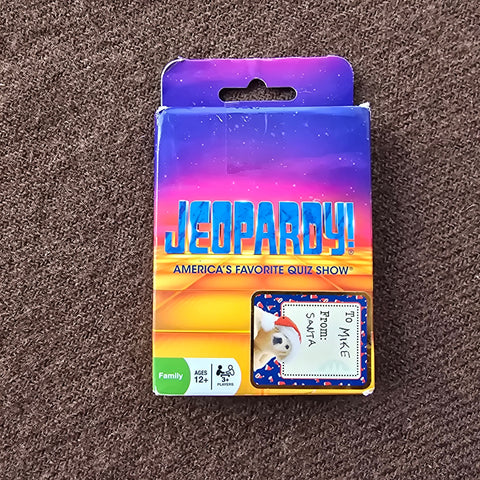 JEOPARDY!
AMERICA'S FAVORITE QUIZ SHOW®
To MIKE
From:
SANTA
Family
AGES
12+
3+
PLAYERS